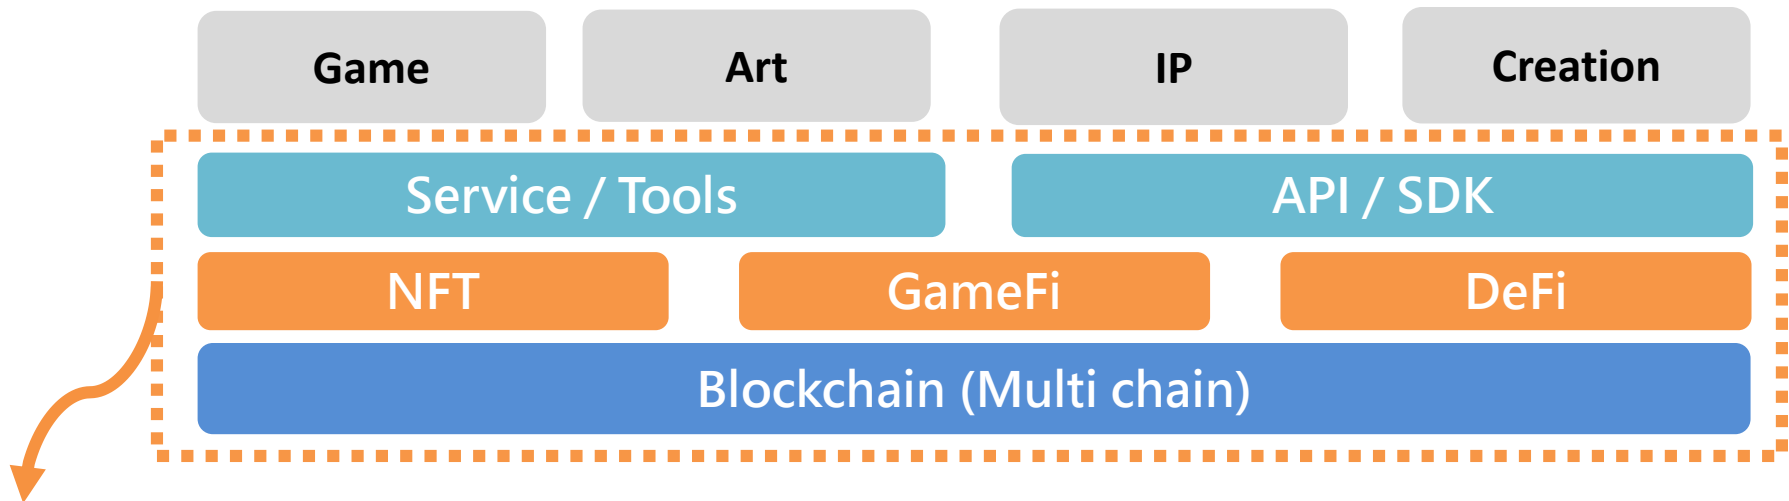 Game
Art
IP
Creation
Service / Tools
API / SDK
NFT
GameFi
DeFi
Blockchain (Multi chain)